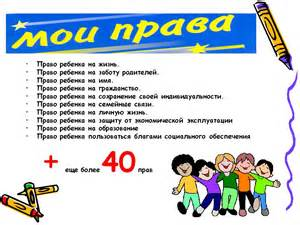 мои права
Право ребенка на жизнь.
Право ребенка на заботу родителей.
Право ребенка на имя.
Право ребенка на гражданство.
Право ребенка на сохранение своей индивидуальности.
Право ребенка на семейные связи.
Право ребенка на личную жизнь.
Право ребенка на защиту от экономической эксплуатации
Право ребенка на образование
Право ребенка пользоваться благами социального обеспечения
+ еще более 40 прав